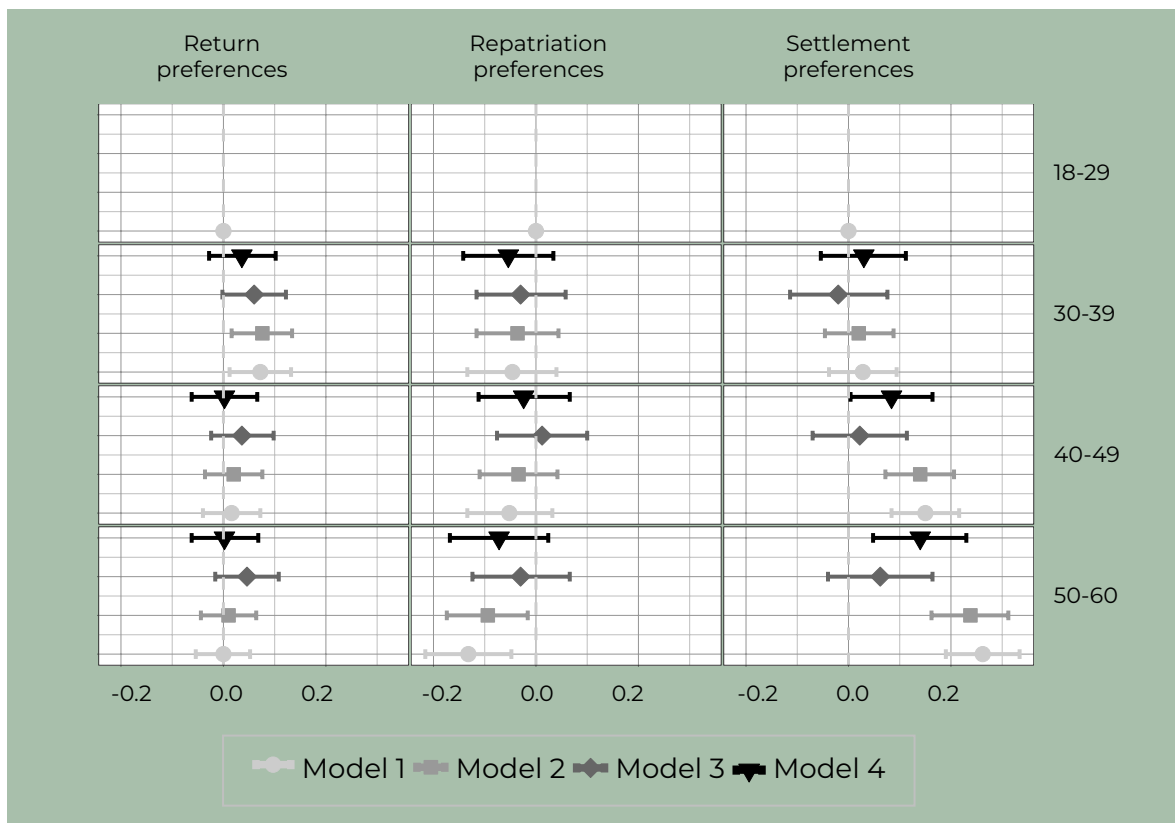 Return
preferences
Repatriation
preferences
Settlement
preferences
18-29
30-39
40-49
50-60
-0.2 0.0 0.2
-0.2 0.0 0.2
-0.2 0.0 0.2
Model 1 Model 2 Model 3 Model 4